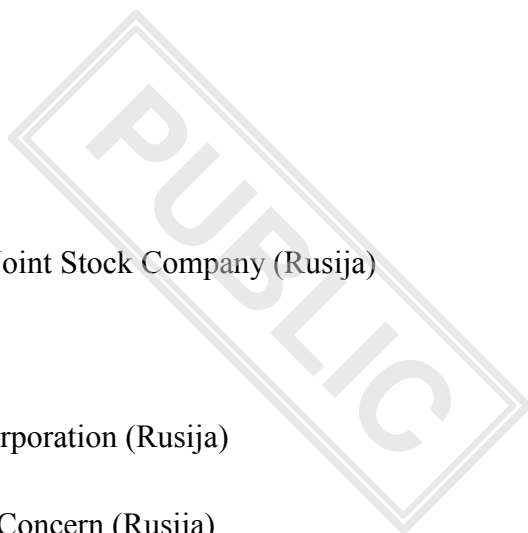 PUBLIC
Joint Stock Company (Rusija)
rporation (Rusija)
Concern (Rusija)